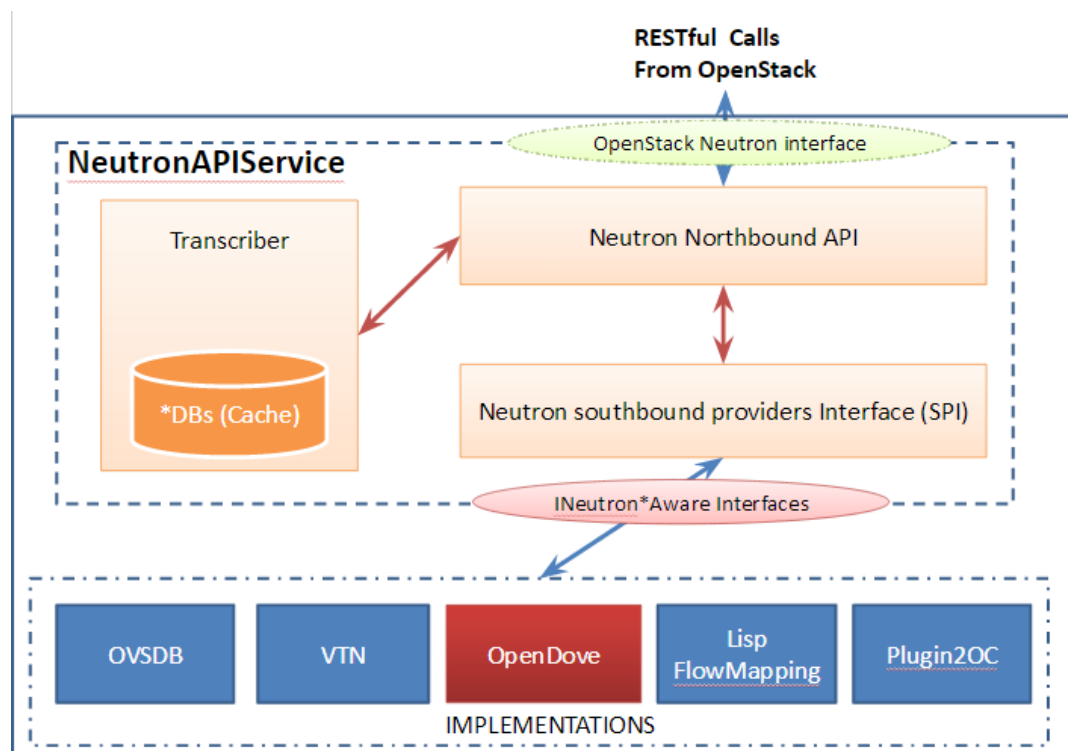 RESTful Calls
From OpenStack
OpenStack Neutron interface
NeutronAPIService
Transcriber
Neutron Northbound API
*DBs (Cache)
Neutron southbound providers Interface (SPI)
INeutron*Aware Interfaces
OVSDB
VTN
OpenDove
Lisp
FlowMapping
Plugin2OC
IMPLEMENTATIONS